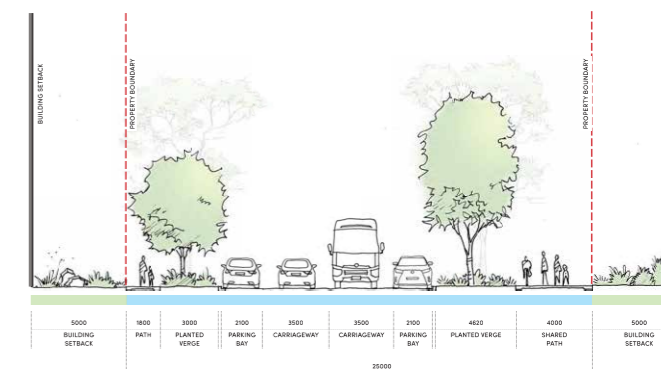 BUILDING SETBACK
PROPERTY BOUNDARY
PROPERTY BOUNDARY
5000
1800
3000
2100
3500
3500
2100
4620
4000
5000
BUILDING
SETBACK
PATH
PLANTED
VERGE
PARKING
BAY
CARRIAGEWAY
CARRIAGEWAY
PARKING
BAY
PLANTED VERGE
SHARED
PATH
BUILDING
SETBACK
25000